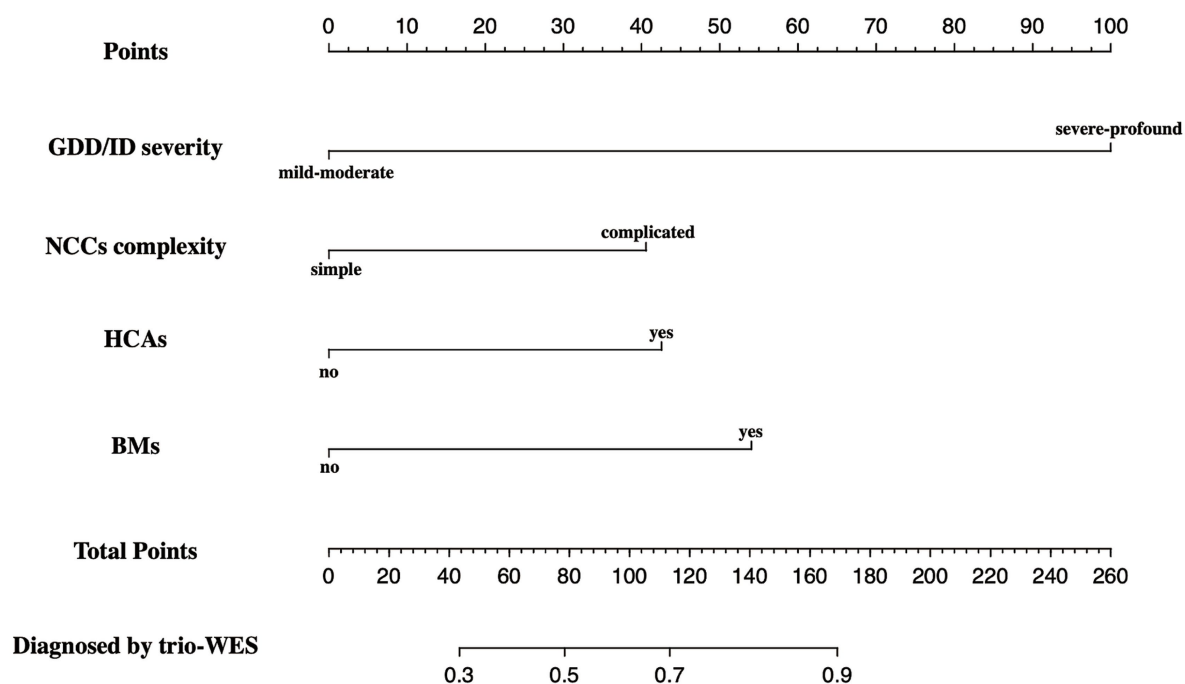 0 10 20 30 40 50 60 70 80 90 100
Points
severe-profound
GDD/ID severity
mild-moderate
complicated
NCCs complexity
simple
yes
HCAs
no
yes
BMs
no
Total Points
0 20 40 60 80 100 120 140 160 180 200 220 240 260
Diagnosed by trio-WES
0.3 0.5 0.7 0.9